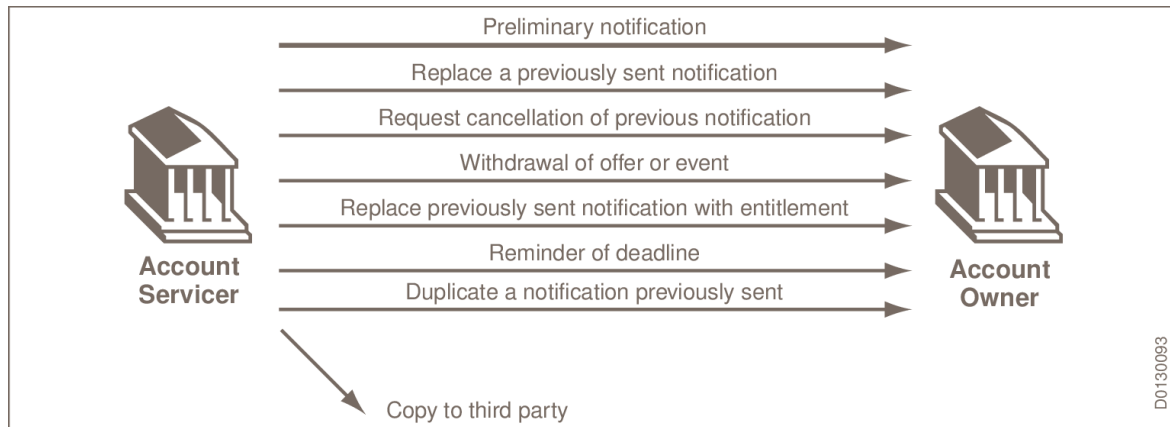 Preliminary notification
Replace a previously sent notification
Request cancellation of previous notification
Withdrawal of offer or event
Replace previously sent notification with entitlement
Reminder of deadline
Duplicate a notification previously sent
Account
Servicer
Account
Owner
Copy to third party
D0130093